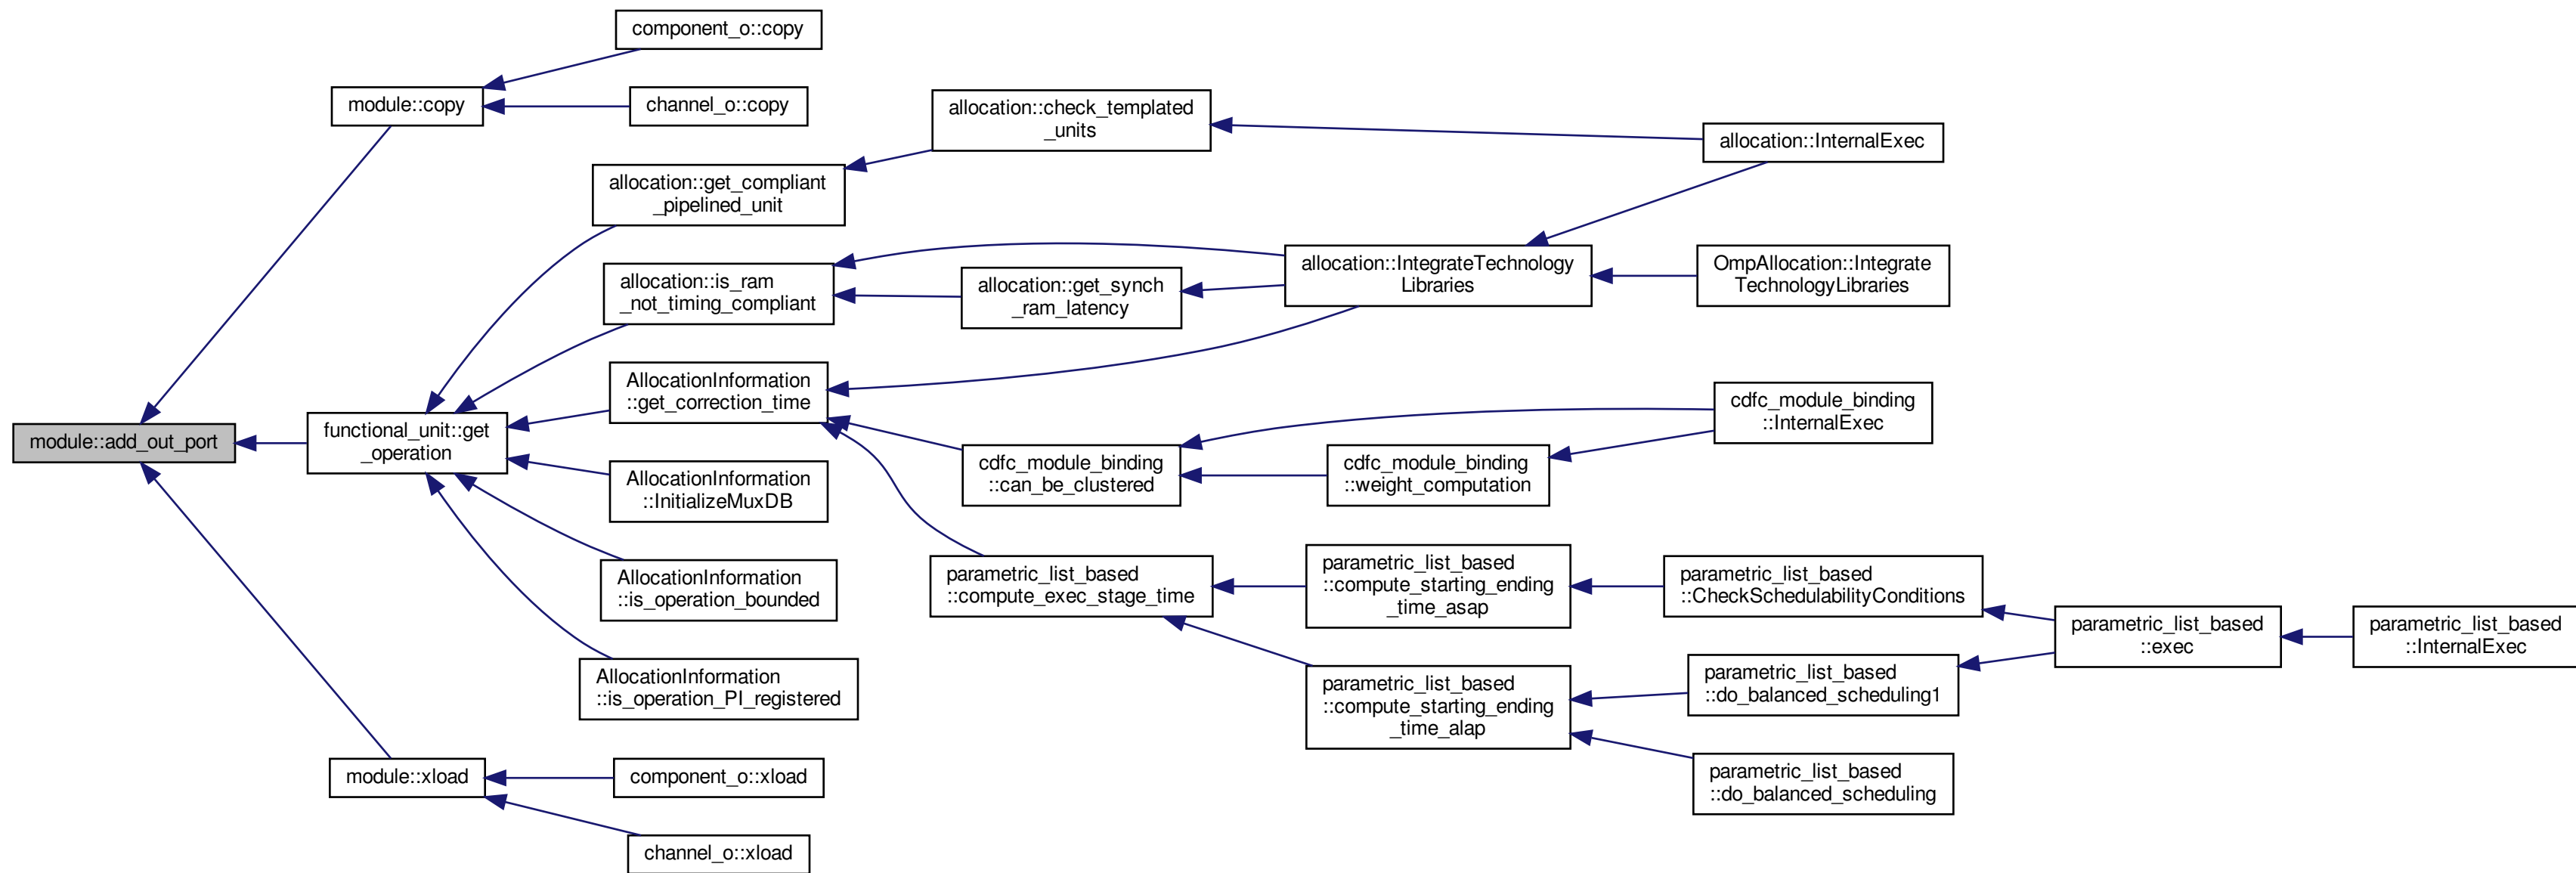 component_o::copy
module::copy
channel_o::copy
allocation::check_templated
_units
allocation::InternalExec
allocation::get_compliant
_pipelined_unit
allocation::is_ram
_not_timing_compliant
allocation::get_synch
_ram_latency
allocation::IntegrateTechnology
Libraries
OmpAllocation::Integrate
TechnologyLibraries
AllocationInformation
::get_correction_time
cdfc_module_binding
::InternalExec
module::add_out_port
functional_unit::get
_operation
cdfc_module_binding
::can_be_clustered
cdfc_module_binding
::weight_computation
AllocationInformation
::InitializeMuxDB
AllocationInformation
::is_operation_bounded
parametric_list_based
::compute_exec_stage_time
parametric_list_based
::compute_starting_ending
_time_asap
parametric_list_based
::CheckSchedulabilityConditions
parametric_list_based
::exec
parametric_list_based
::InternalExec
AllocationInformation
::is_operation_PI_registered
parametric_list_based
::compute_starting_ending
_time_alap
parametric_list_based
::do_balanced_scheduling1
parametric_list_based
::do_balanced_scheduling
module::xload
component_o::xload
channel_o::xload